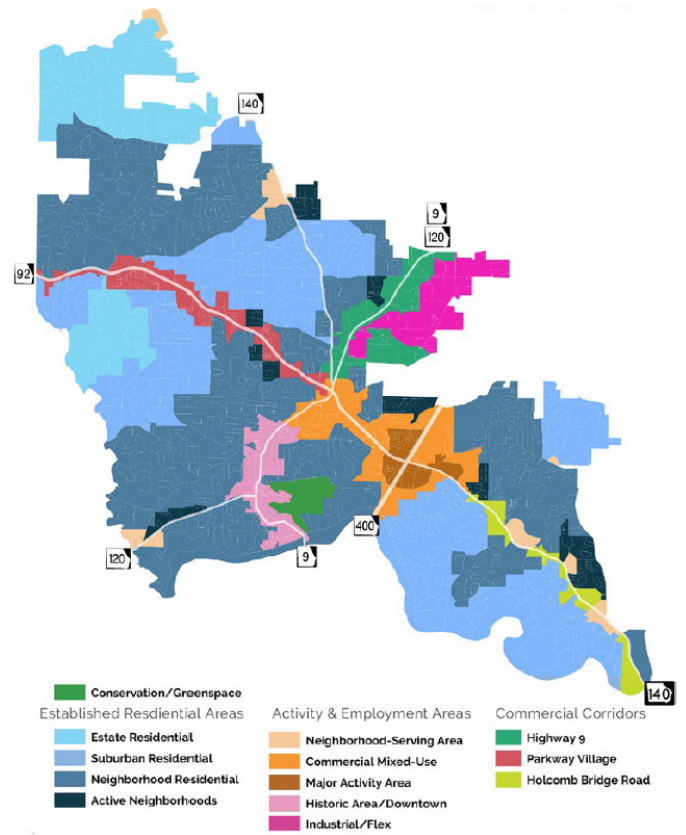 140
9
120
92
400
120
9
140
Conservation/Greenspace
Established Resdiential Areas
Estate Residential
Suburban Residential
Neighborhood Residential
Active Neighborhoods
Activity & Employment Areas
Neighborhood-Serving Area
Commercial Mixed-Use
Major Activity Area
Historic Area/Downtown
Industrial/Flex
Commercial Corridors
Highway 9
Parkway Village
Holcomb Bridge Road